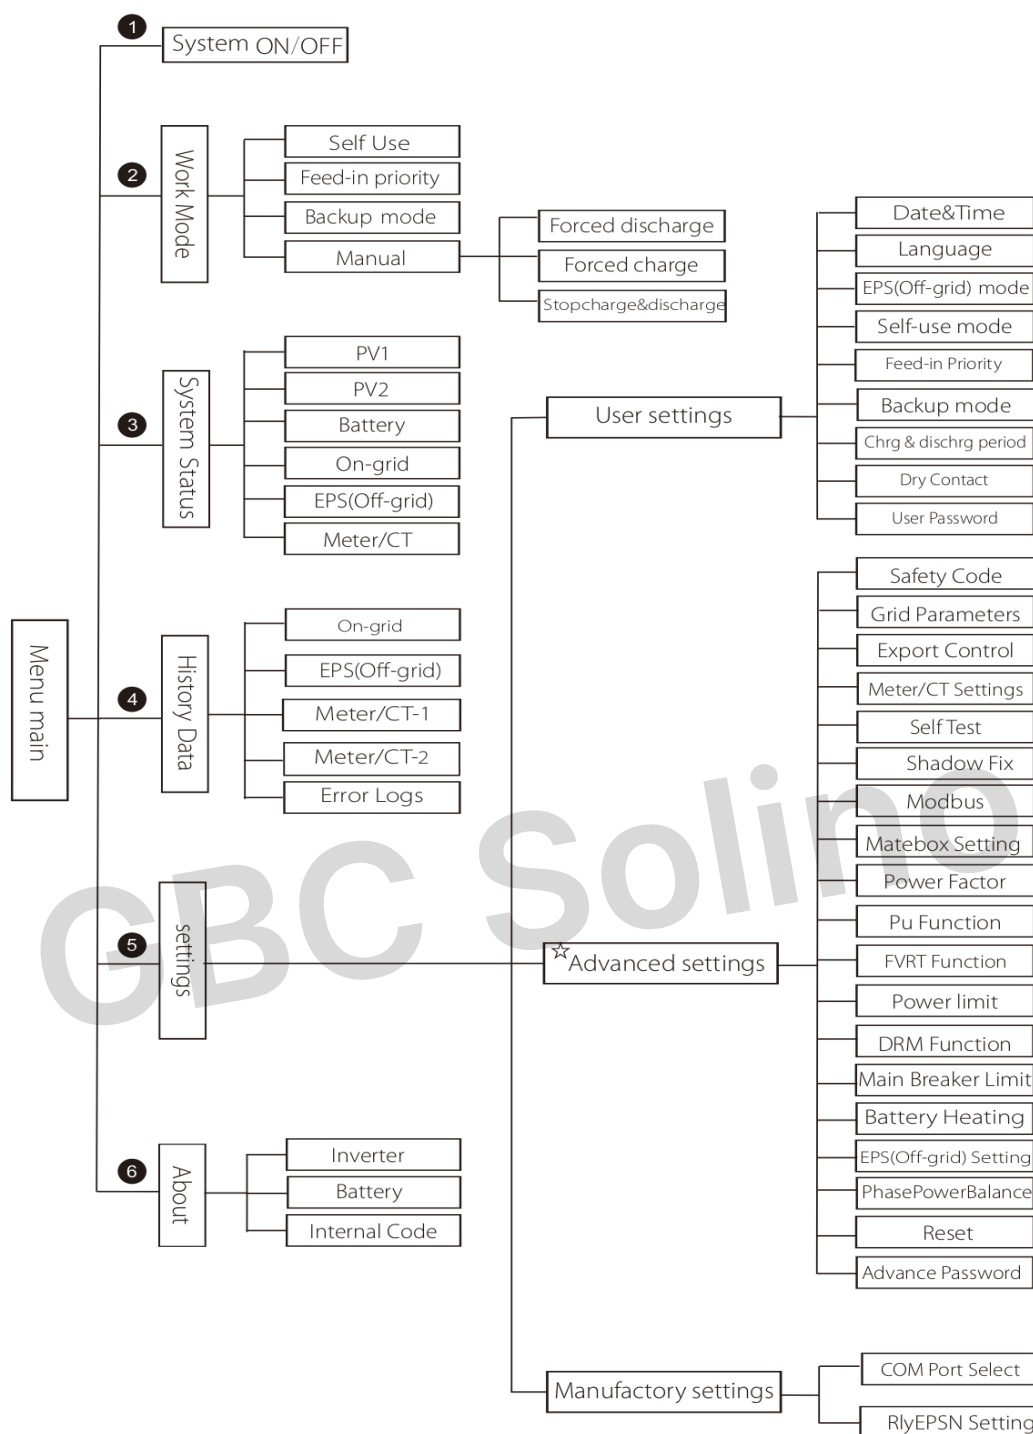 1
System ON/OFF
2
Work Mode
Self Use
Feed-in priority
Backup mode
Manual
Forced discharge
Forced charge
Stopcharge&discharge
3
System Status
PV1
PV2
Battery
On-grid
EPS(Off-grid)
Meter/CT
Menu main
4
History Data
On-grid
EPS(Off-grid)
Meter/CT-1
Meter/CT-2
Error Logs
5
settings
User settings
Date&Time
Language
EPS(Off-grid) mode
Self-use mode
Feed-in Priority
Backup mode
Chrg & dischrg period
Dry Contact
User Password
☆Advanced settings
Safety Code
Grid Parameters
Export Control
Meter/CT Settings
Self Test
Shadow Fix
Modbus
Matebox Setting
Power Factor
Pu Function
FVRT Function
Power limit
DRM Function
Main Breaker Limit
Battery Heating
EPS(Off-grid) Setting
PhasePowerBalance
Reset
Advance Password
Manufactory settings
COM Port Select
RlyEPSN Setting
6
About
Inverter
Battery
Internal Code
GBC Solino